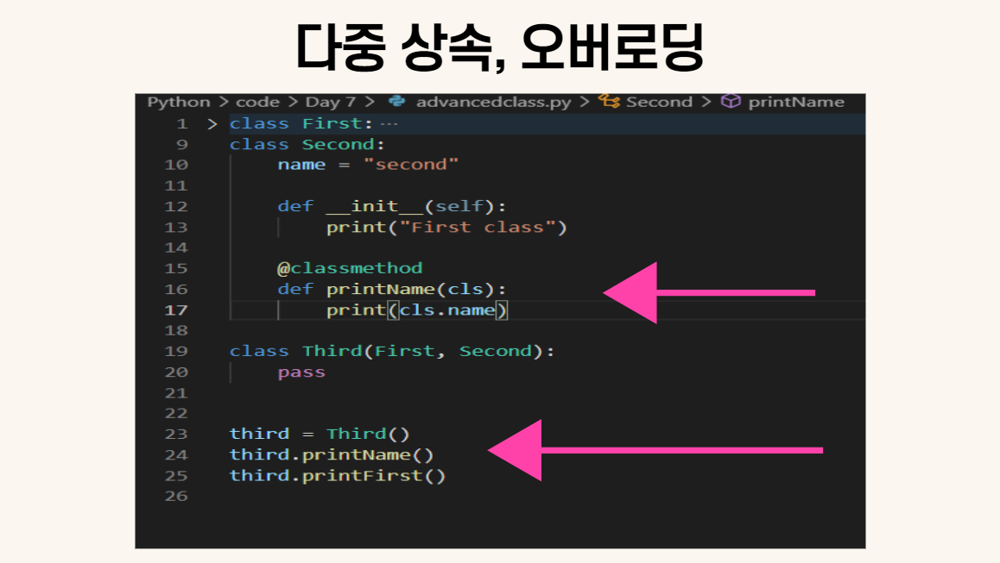 다중 상속, 오버로딩
Python > code > Day 7 > advancedclass.py > Second > printName
1 > class First: ···
9 class Second:
10     name = "second"
11
12     def __init__(self):
13         print("First class")
14
15     @classmethod
16     def printName(cls):
17         print(cls.name)
18
19 class Third(First, Second):
20     pass
21
22
23 third = Third()
24 third.printName()
25 third.printFirst()
26